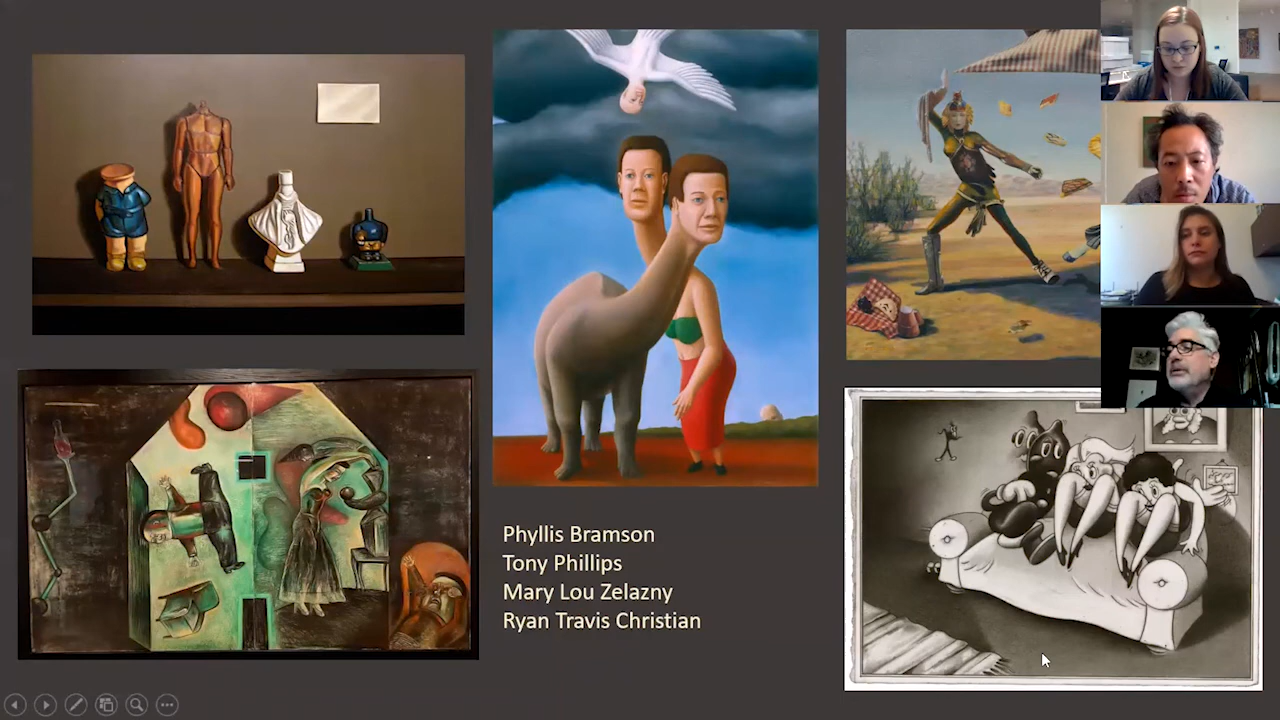 Phyllis Bramson
Tony Phillips
Mary Lou Zelazny
Ryan Travis Christian